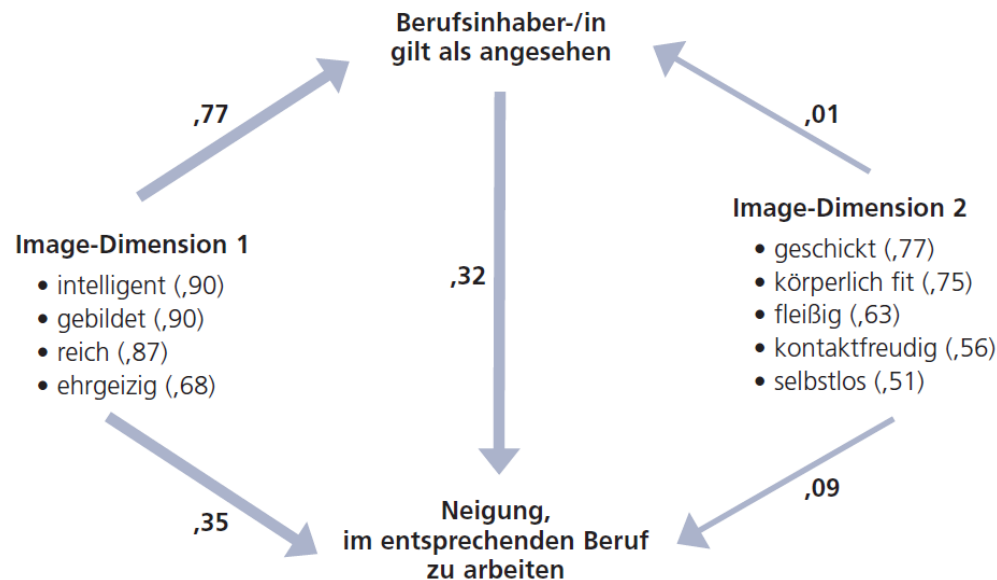 Berufsinhaber-/in
gilt als angesehen
,77
,01
Image-Dimension 1
• intelligent (,90)
• gebildet (,90)
• reich (,87)
• ehrgeizig (,68)
,32
Image-Dimension 2
• geschickt (,77)
• körperlich fit (,75)
• fleißig (,63)
• kontaktfreudig (,56)
• selbstlos (,51)
,35
,09
Neigung,
im entsprechenden Beruf
zu arbeiten